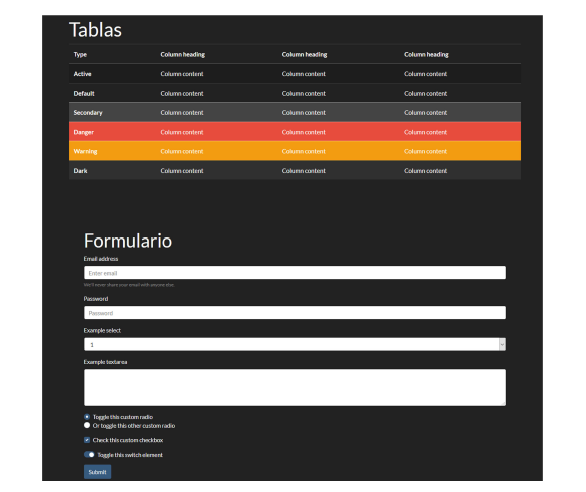 Tablas
Type Column heading Column heading Column heading
Active Column content Column content Column content
Default Column content Column content Column content
Secondary Column content Column content Column content
Danger Column content Column content Column content
Warning Column content Column content Column content
Dark Column content Column content Column content
Formulario
Email address
Enter email
We'll never share your email with anyone else.
Password
Password
Example select
1
Example textarea
Toggle this custom radio
Or toggle this other custom radio
Check this custom checkbox
Toggle this switch element
Submit